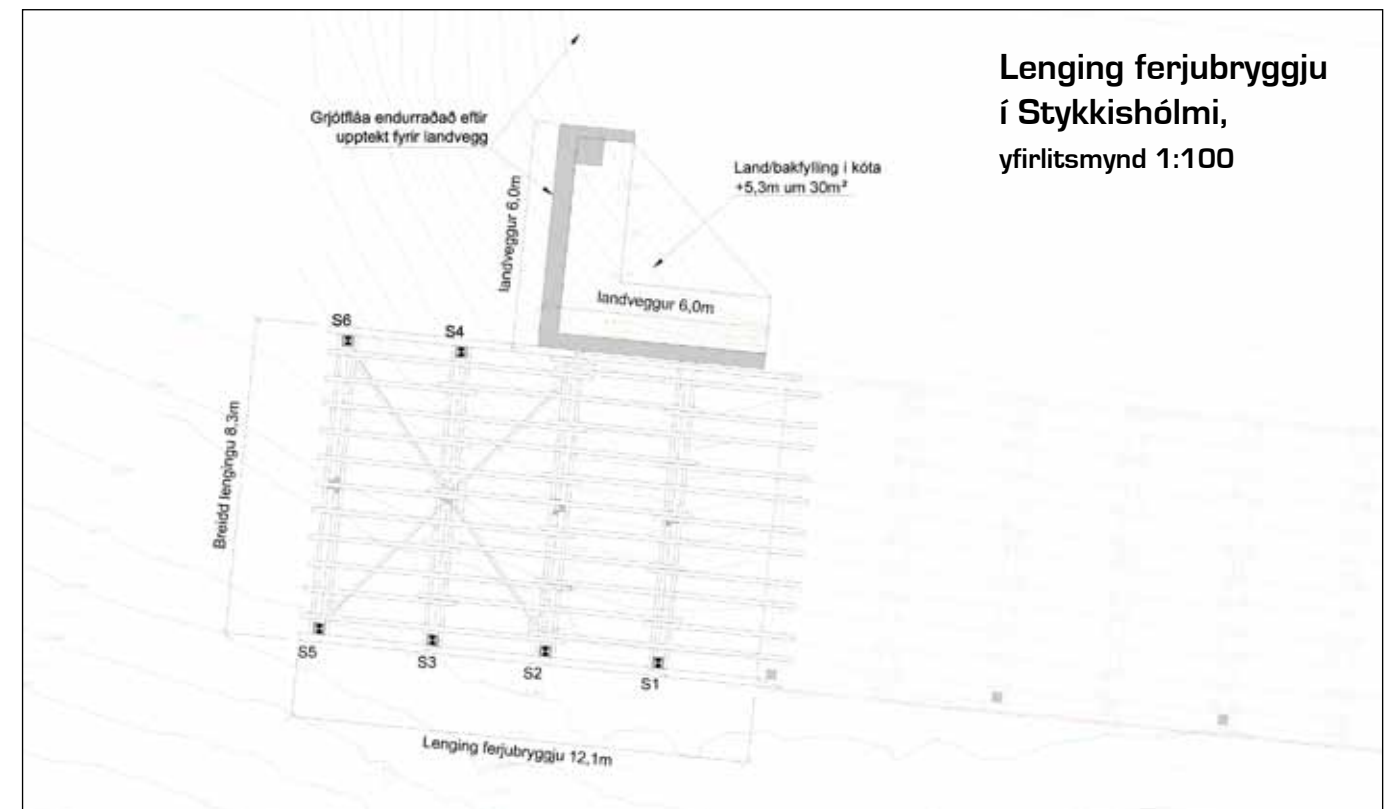 Lenging ferjubryggju
í Stykkishólmi,
yfirlitsmynd 1:100
Grjótfláa endurraðað eftir
upptekt fyrir landvegg
Land/bakfylling í kóta
+5,3m um 30m²
landveggur 6,0m
landveggur 6,0m
S6
S4
Breidd lengingu 8,3m
S5
S3
S2
S1
Lenging ferjubryggju 12,1m